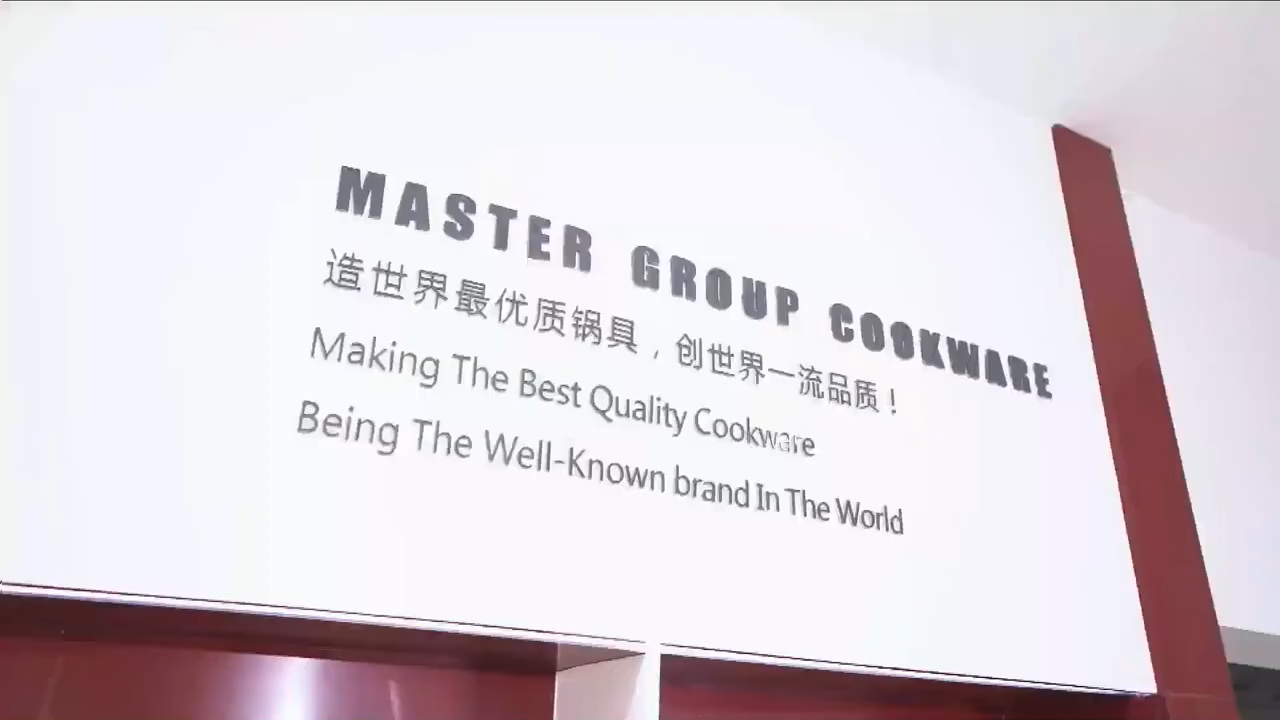 MASTER GROUP COOKWARE
造世界最优质锅具，创世界一流品质！
Making The Best Quality Cookware
Being The Well-Known brand In The World